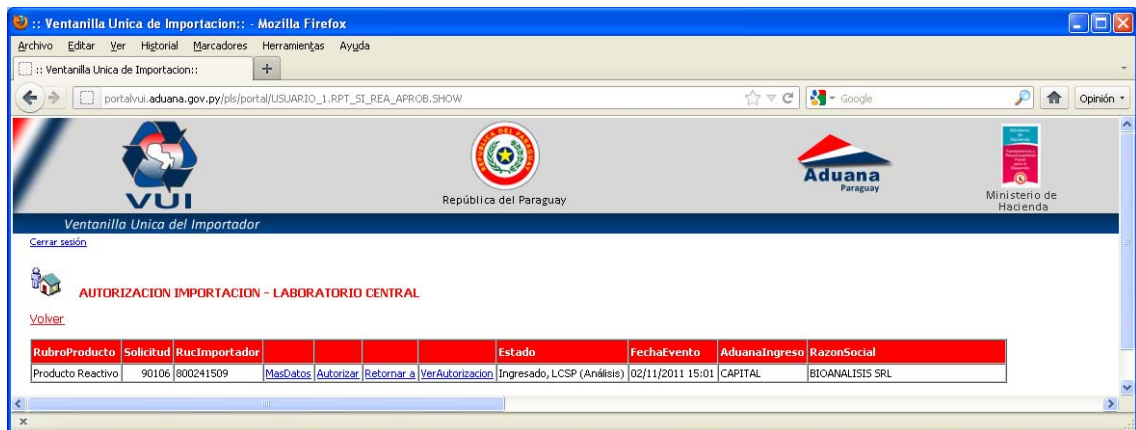 :: Ventanilla Unica de Importacion:: - Mozilla Firefox
Archivo Editar Ver Historial Marcadores Herramientas Ayuda
:: Ventanilla Unica de Importacion::
portalvui.aduana.gov.py/pls/portal/USUARIO_1.RPT_SI_REA_APROB.SHOW Google Opinión
VUI
República del Paraguay
Aduana
Paraguay
Ministerio de
Hacienda
Ventanilla Unica del Importador
Cerrar sesión
AUTORIZACION IMPORTACION - LABORATORIO CENTRAL
Volver
RubroProducto Solicitud RucImportador Estado FechaEvento AduanaIngreso RazonSocial
Producto Reactivo 90106 800241509 MasDatos Autorizar Retornar a VerAutorizacion Ingresado, LCSP (Análisis) 02/11/2011 15:01 CAPITAL BIOANALISIS SRL